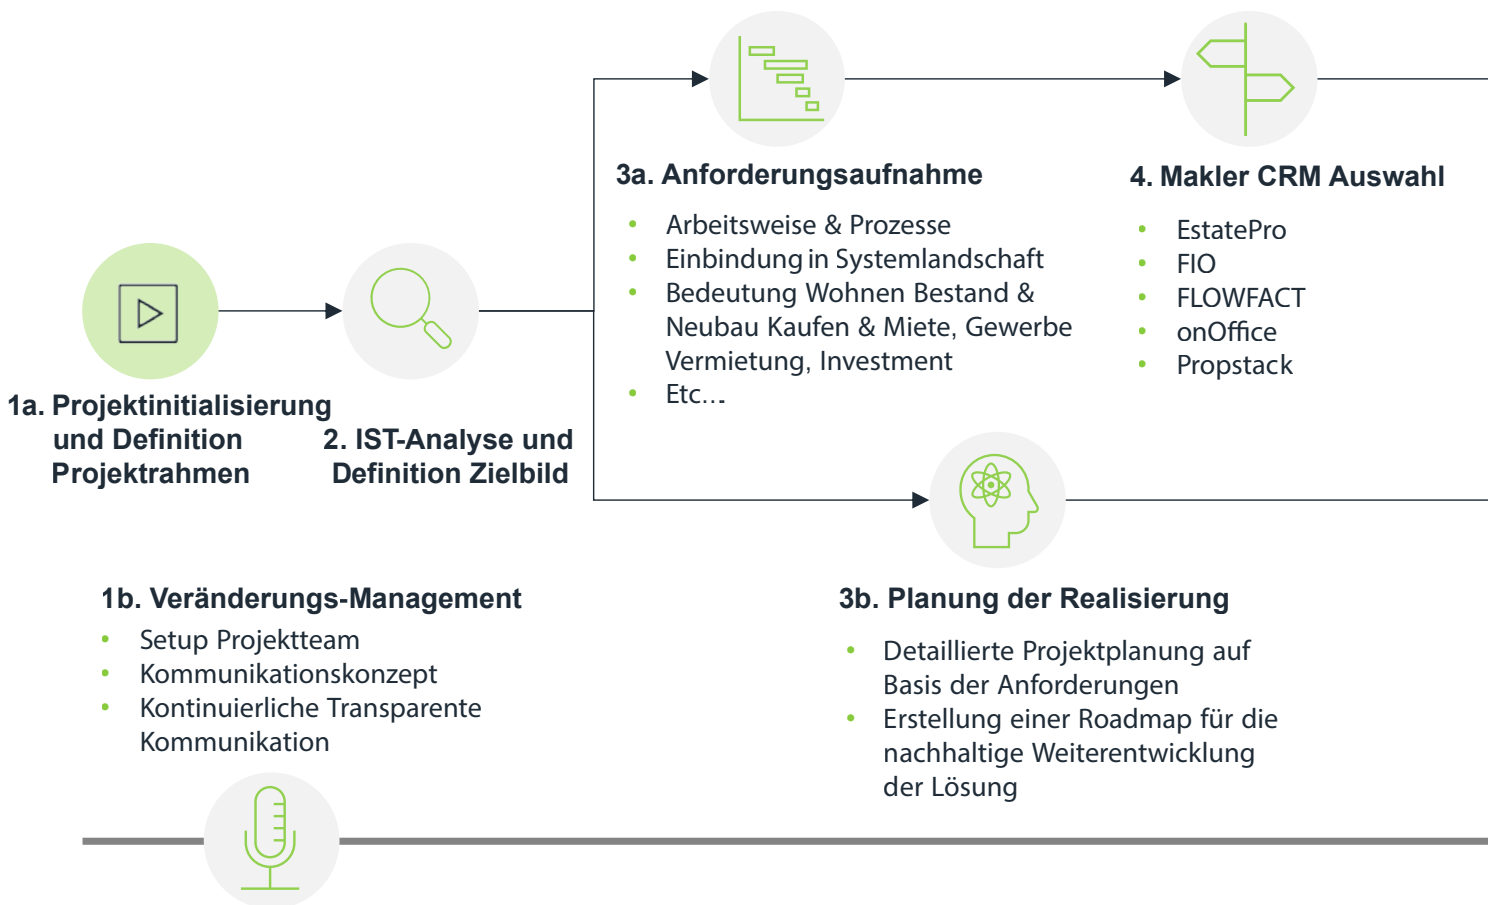 1a. Projektinitialisierung
und Definition
Projektrahmen
2. IST-Analyse und
Definition Zielbild
3a. Anforderungsaufnahme
• Arbeitsweise & Prozesse
• Einbindung in Systemlandschaft
• Bedeutung Wohnen Bestand &
Neubau Kaufen & Miete, Gewerbe
Vermietung, Investment
• Etc…
4. Makler CRM Auswahl
• EstatePro
• FIO
• FLOWFACT
• onOffice
• Propstack
1b. Veränderungs-Management
• Setup Projektteam
• Kommunikationskonzept
• Kontinuierliche Transparente
Kommunikation
3b. Planung der Realisierung
• Detaillierte Projektplanung auf
Basis der Anforderungen
• Erstellung einer Roadmap für die
nachhaltige Weiterentwicklung
der Lösung